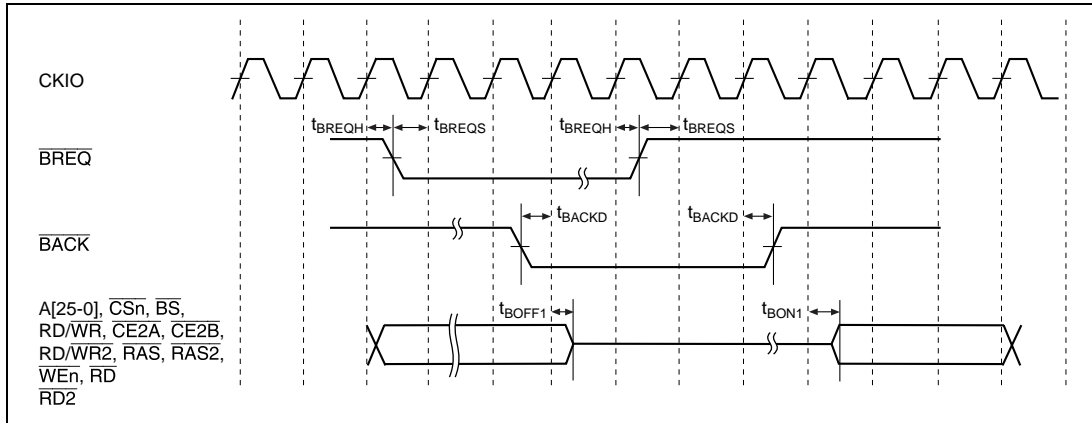 CKIO
tBREQH tBREQS tBREQH tBREQS
BREQ
tBACKD tBACKD
BACK
tBOFF1 tBON1
A[25-0], CSn, BS,
RD/WR, CE2A, CE2B,
RD/WR2, RAS, RAS2,
WEn, RD
RD2